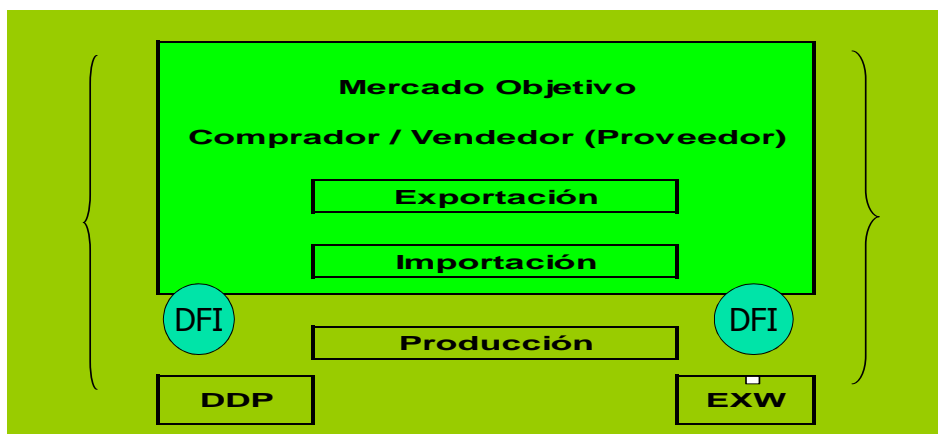 Mercado Objetivo
Comprador / Vendedor (Proveedor)
Exportación
Importación
DFI
DFI
Producción
DDP
EXW